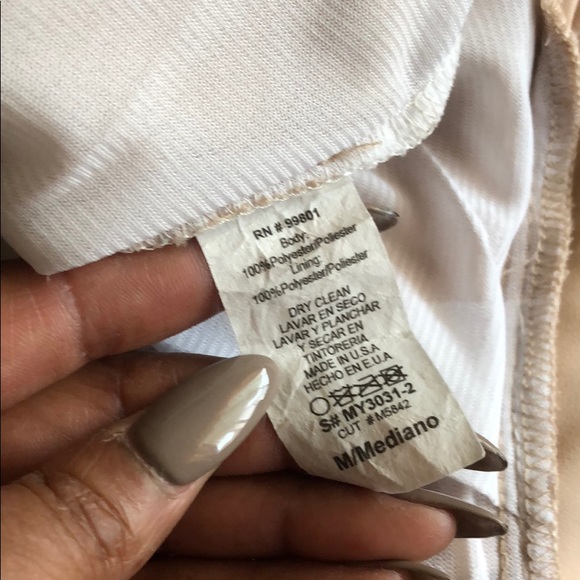 RN # 99801
Body:
100%Polyester/Poliester
Lining:
100%Polyester/Poliester
DRY CLEAN
LAVAR EN SECO
LAVAR Y PLANCHAR
Y SECAR EN
TINTORERIA
MADE IN U.S.A
HECHO EN E.U.A
S# MY3031-2
CUT #M5842
M/Mediano